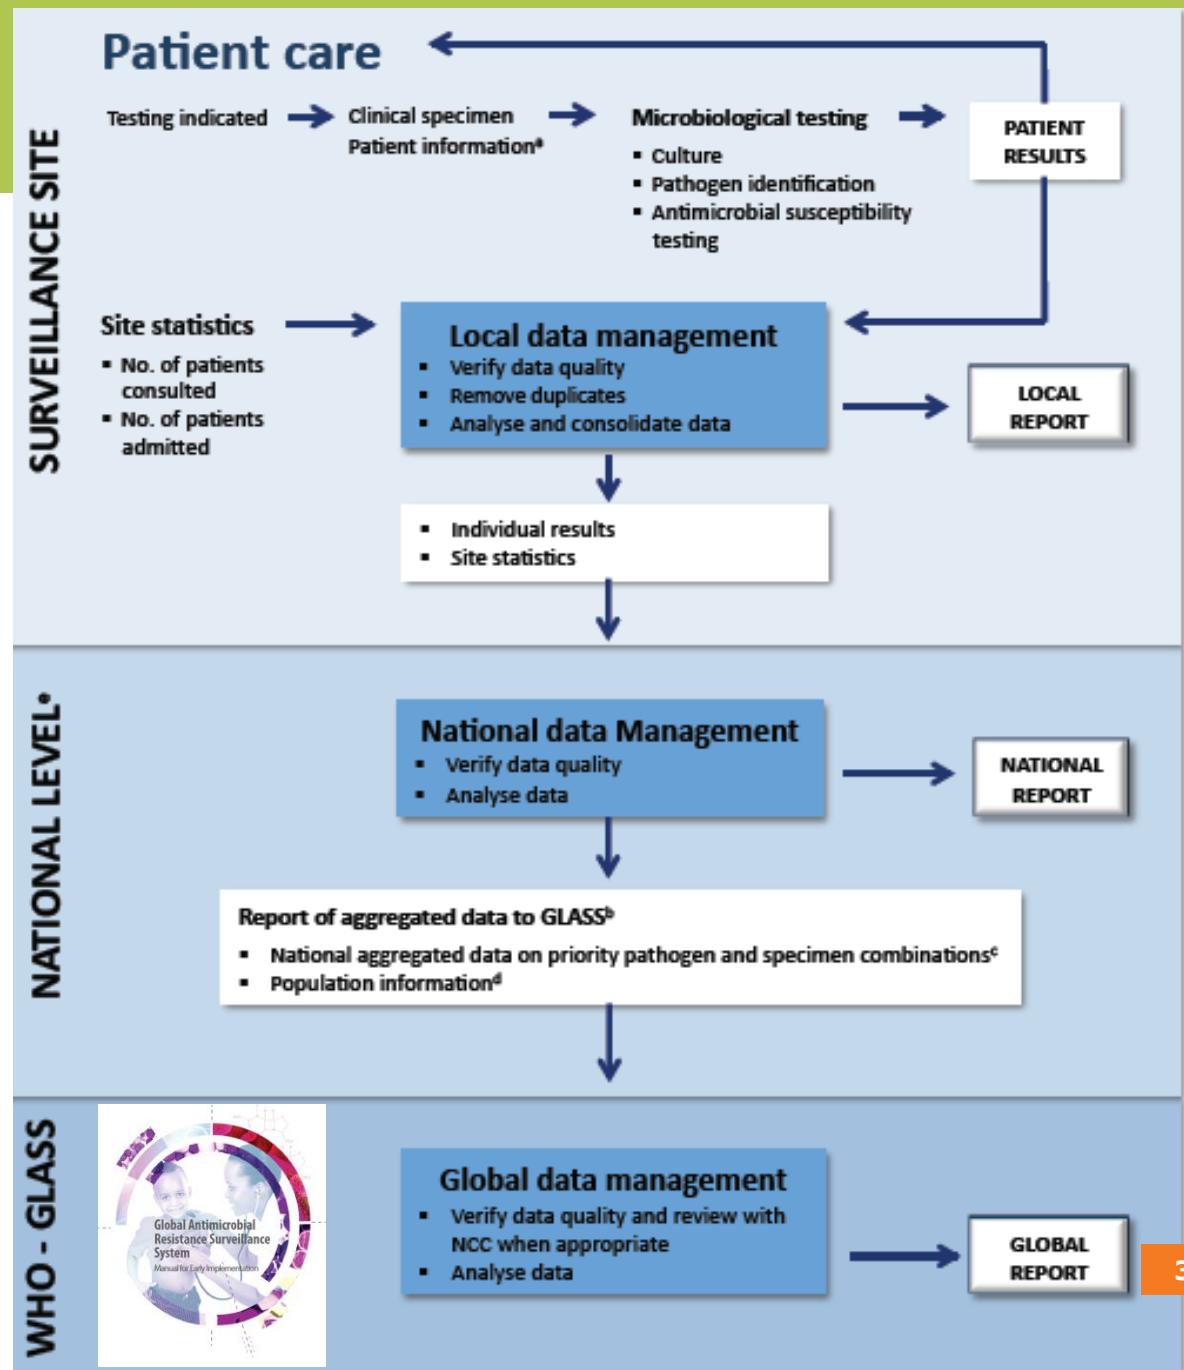 Patient care
Testing indicated
Clinical specimen
Patient informationᵃ
Microbiological testing
▪ Culture
▪ Pathogen identification
▪ Antimicrobial susceptibility
testing
PATIENT
RESULTS
SURVEILLANCE SITE
Site statistics
▪ No. of patients
consulted
▪ No. of patients
admitted
Local data management
▪ Verify data quality
▪ Remove duplicates
▪ Analyse and consolidate data
LOCAL
REPORT
▪ Individual results
▪ Site statistics
NATIONAL LEVELᵉ
National data Management
▪ Verify data quality
▪ Analyse data
NATIONAL
REPORT
Report of aggregated data to GLASSᵇ
▪ National aggregated data on priority pathogen and specimen combinationsᶜ
▪ Population informationᵈ
WHO - GLASS
Global Antimicrobial
Resistance Surveillance
System
Manual for Early Implementation
Global data management
▪ Verify data quality and review with
NCC when appropriate
▪ Analyse data
GLOBAL
REPORT
3